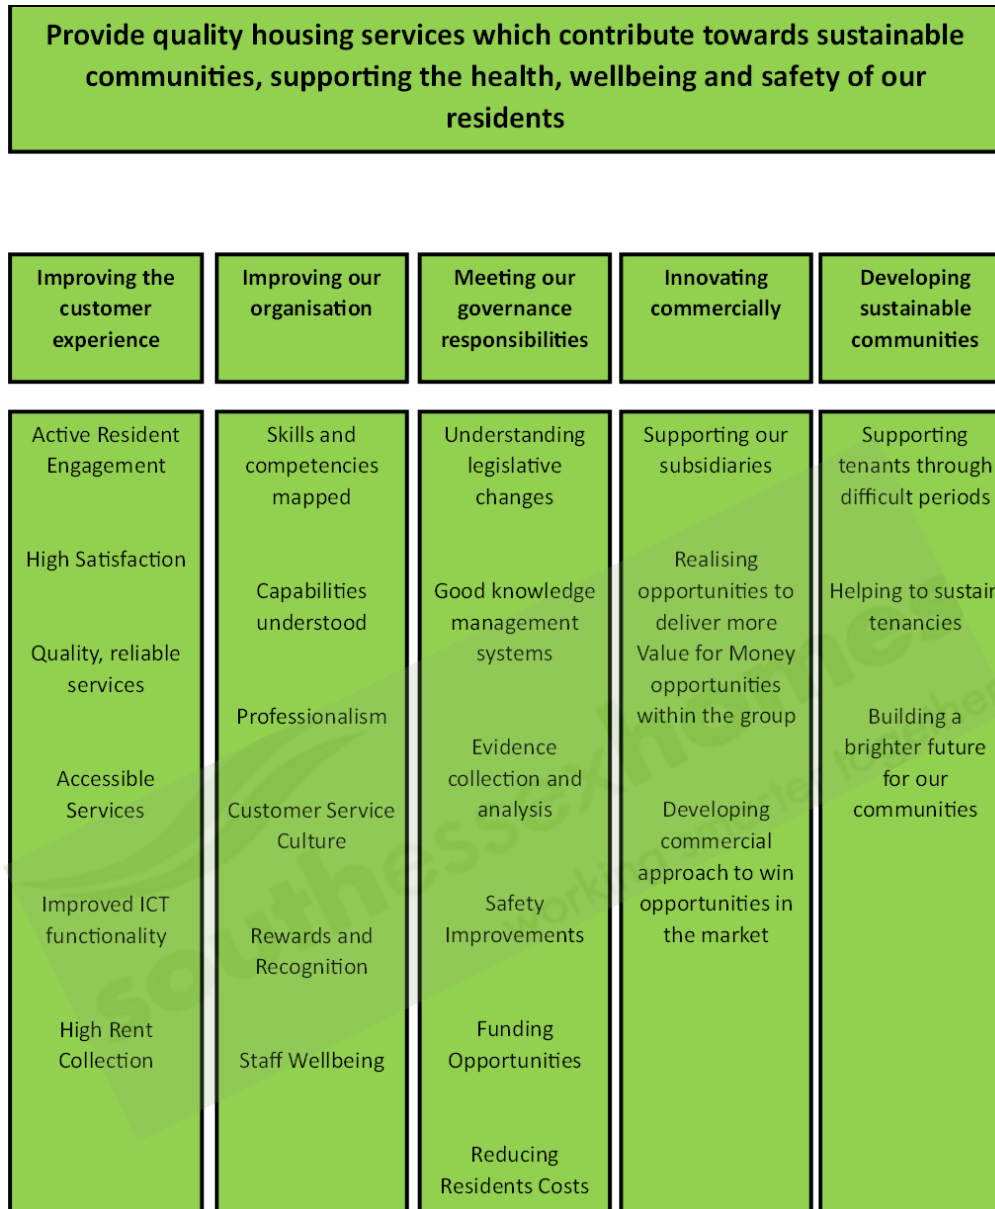 Provide quality housing services which contribute towards sustainable
communities, supporting the health, wellbeing and safety of our
residents
Improving the
customer
experience
Improving our
organisation
Meeting our
governance
responsibilities
Innovating
commercially
Developing
sustainable
communities
Active Resident
Engagement
High Satisfaction
Quality, reliable
services
Accessible
Services
Improved ICT
functionality
High Rent
Collection
Skills and
competencies
mapped
Capabilities
understood
Professionalism
Customer Service
Culture
Rewards and
Recognition
Staff Wellbeing
Understanding
legislative
changes
Good knowledge
management
systems
Evidence
collection and
analysis
Safety
Improvements
Funding
Opportunities
Reducing
Residents Costs
Supporting our
subsidiaries
Realising
opportunities to
deliver more
Value for Money
opportunities
within the group
Developing
commercial
approach to win
opportunities in
the market
Supporting
tenants through
difficult periods
Helping to sustain
tenancies
Building a
brighter future
for our
communities
southessexhomes
working smarter together